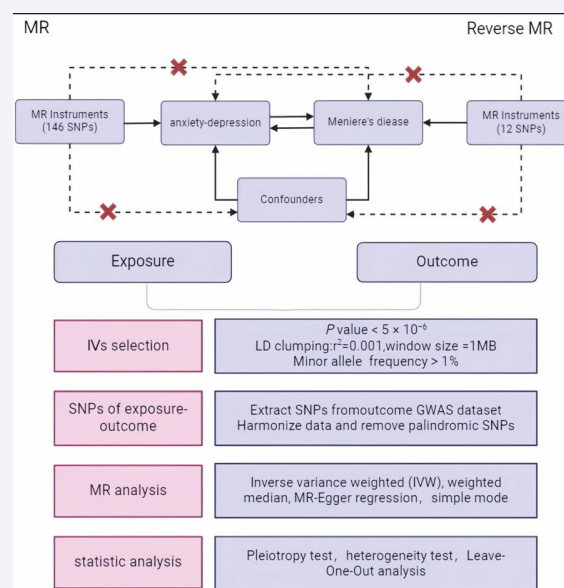 MR
Reverse MR
MR Instruments
(146 SNPs)
anxiety-depression
Meniere's diease
MR Instruments
(12 SNPs)
Confounders
Exposure
Outcome
IVs selection
P value < 5 × 10⁻⁶
LD clumping:r²=0.001,window size =1MB
Minor allele frequency > 1%
SNPs of exposure-
outcome
Extract SNPs fromoutcome GWAS dataset
Harmonize data and remove palindromic SNPs
MR analysis
Inverse variance weighted (IVW), weighted
median, MR-Egger regression, simple mode
statistic analysis
Pleiotropy test, heterogeneity test, Leave-
One-Out analysis